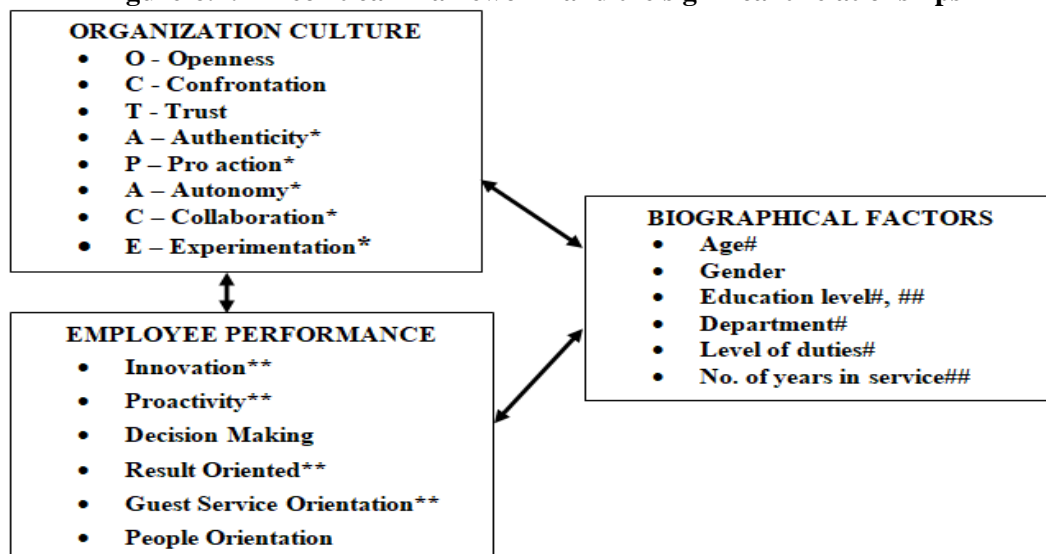 ORGANIZATION CULTURE
• O - Openness
• C - Confrontation
• T - Trust
• A – Authenticity*
• P – Pro action*
• A – Autonomy*
• C – Collaboration*
• E – Experimentation*
BIOGRAPHICAL FACTORS
• Age#
• Gender
• Education level#, ##
• Department#
• Level of duties#
• No. of years in service##
EMPLOYEE PERFORMANCE
• Innovation**
• Proactivity**
• Decision Making
• Result Oriented**
• Guest Service Orientation**
• People Orientation